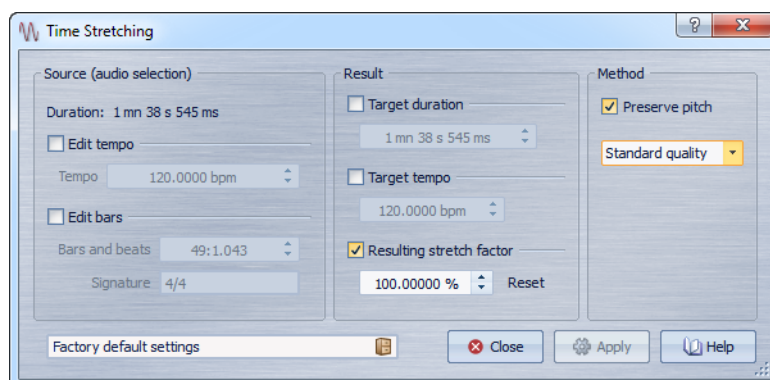 Time Stretching
?
Source (audio selection)
Duration: 1 mn 38 s 545 ms
Edit tempo
Tempo 120.0000 bpm
Edit bars
Bars and beats 49:1.043
Signature 4/4
Result
Target duration
1 mn 38 s 545 ms
Target tempo
120.0000 bpm
Resulting stretch factor
100.00000 % Reset
Method
Preserve pitch
Standard quality
Factory default settings
Close Apply Help